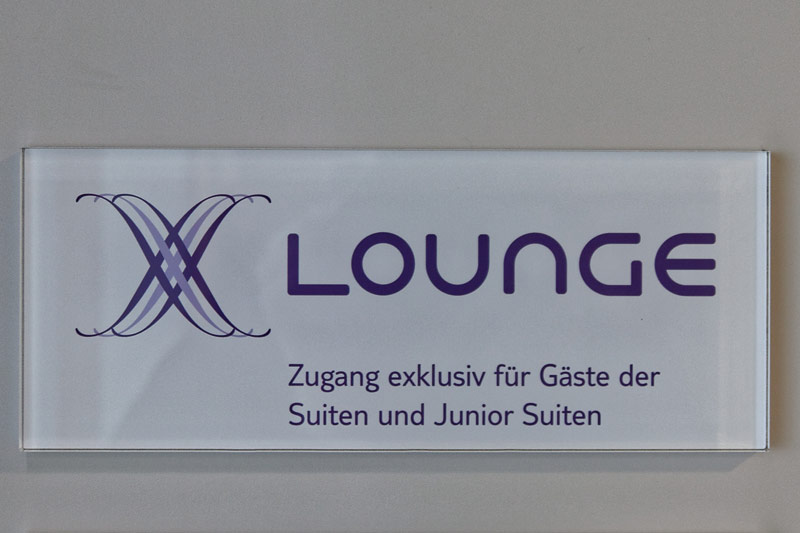 X LOUNGE
Zugang exklusiv für Gäste der
Suiten und Junior Suiten